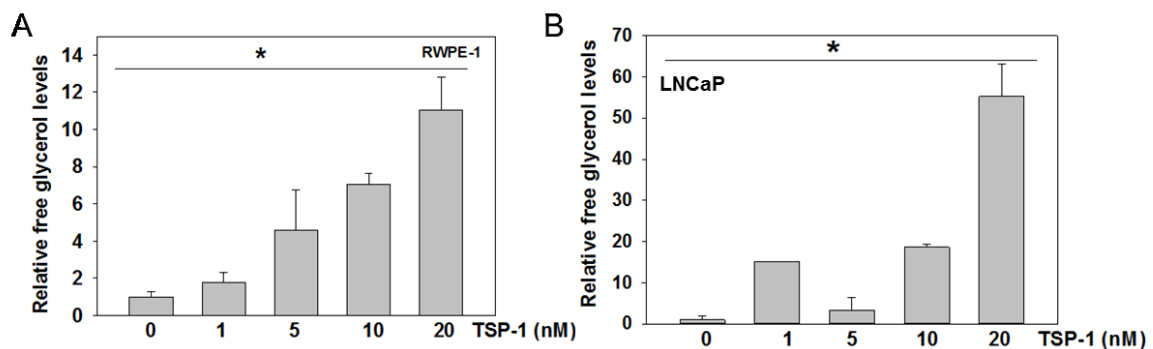 A
Relative free glycerol levels
14
12
10
8
6
4
2
0
*
RWPE-1
0 1 5 10 20 TSP-1 (nM)
B
Relative free glycerol levels
70
60
50
40
30
20
10
0
*
LNCaP
0 1 5 10 20 TSP-1 (nM)